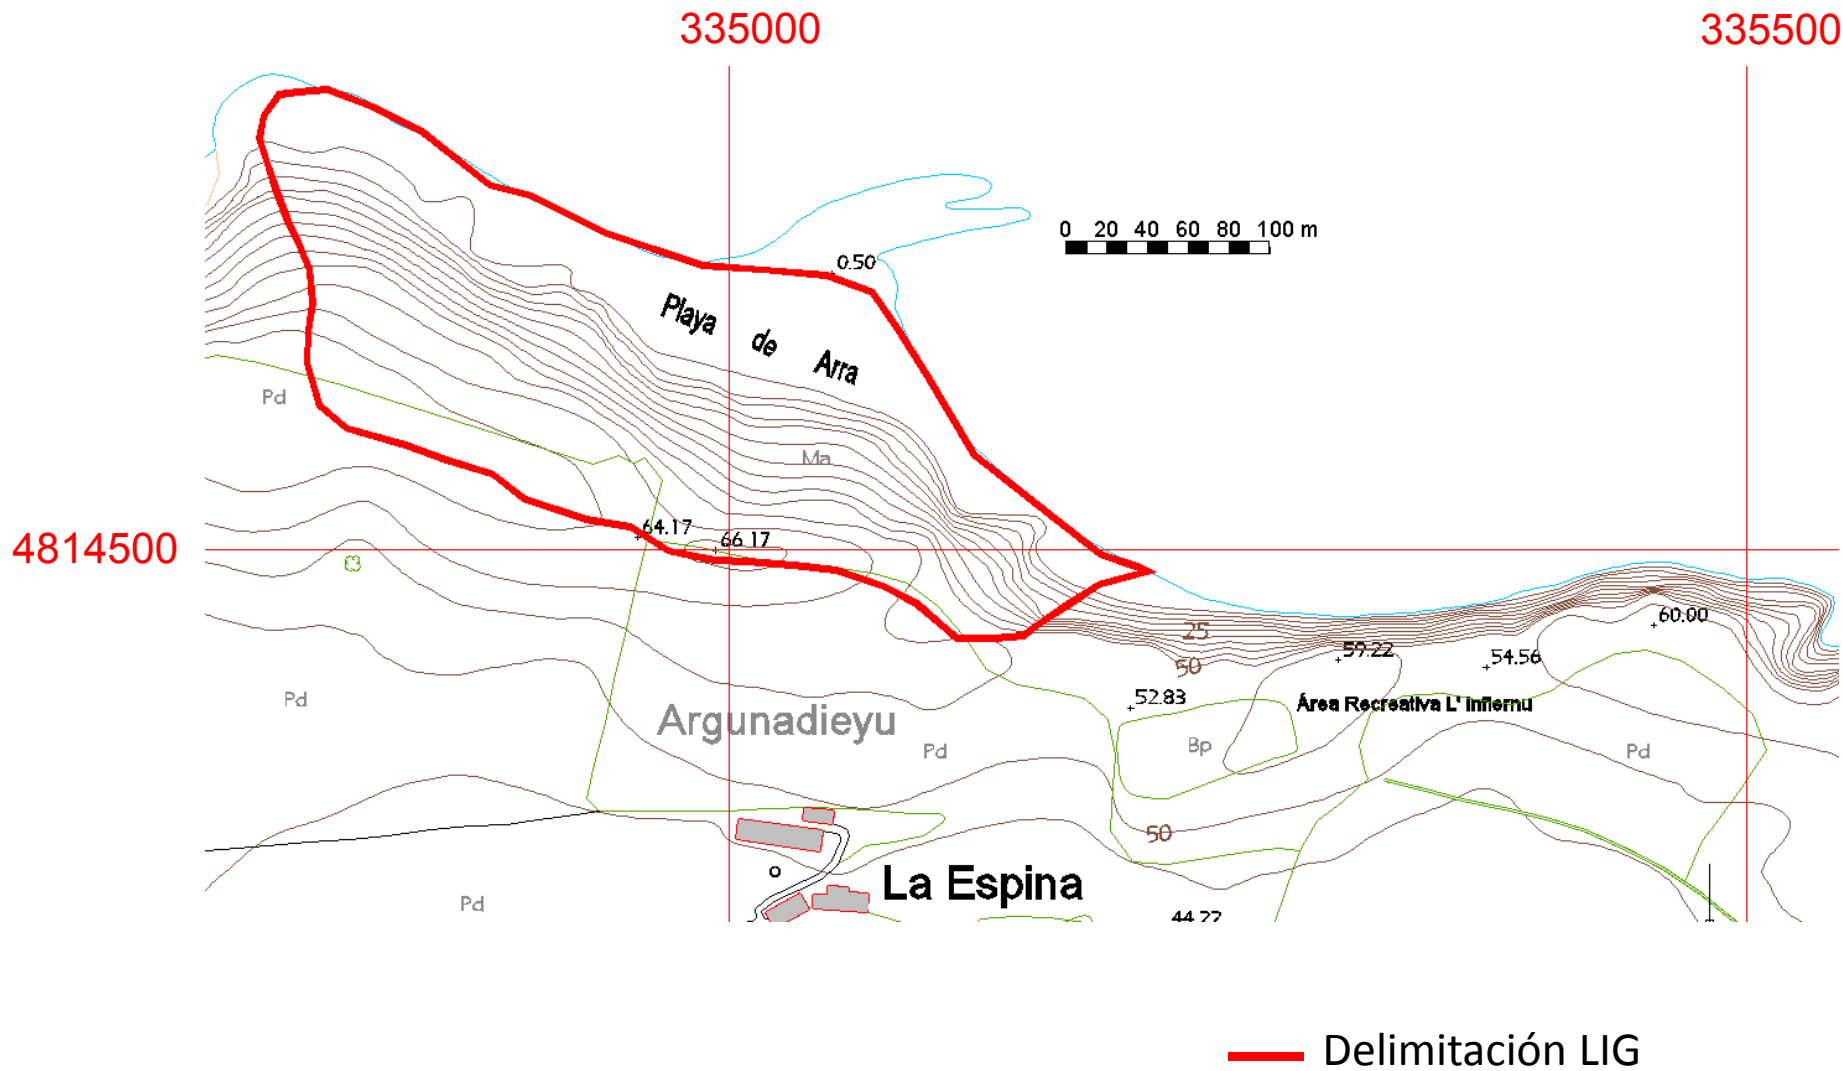 335000
335500
0 20 40 60 80 100 m
0.50
Playa de Arra
Pd
Ma
64.17
66.17
4814500
60.00
25
59.22
54.56
50
52.83
Área Recreativa L' Infiernu
Pd
Argunadieyu
Pd
Bp
Pd
50
La Espina
Pd
44.22
Delimitación LIG